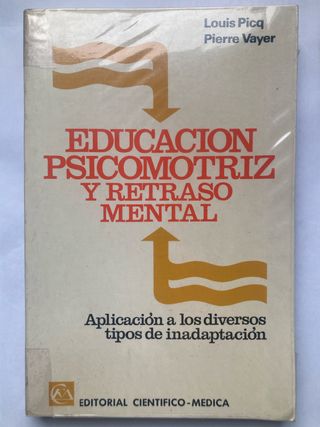 Louis Picq
Pierre Vayer
EDUCACION
PSICOMOTRIZ
Y RETRASO
MENTAL
Aplicación a los diversos
tipos de inadaptación
EDITORIAL CIENTIFICO-MEDICA